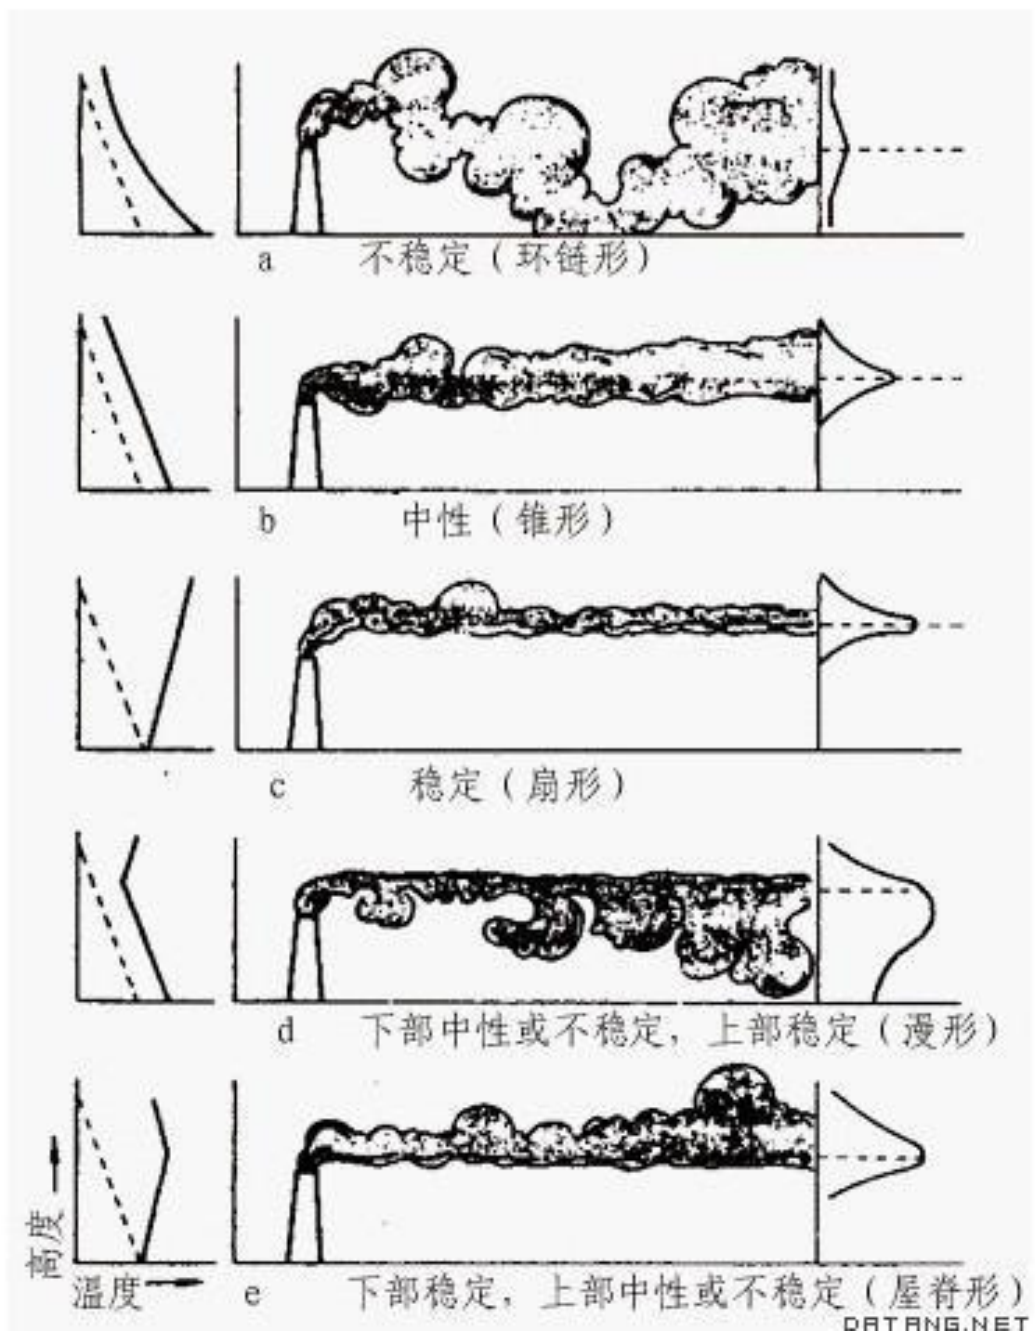 a 不稳定（环链形）
b 中性（锥形）
c 稳定（扇形）
d 下部中性或不稳定，上部稳定（漫形）
高度
温度
e 下部稳定，上部中性或不稳定（屋脊形）
DATANG.NET